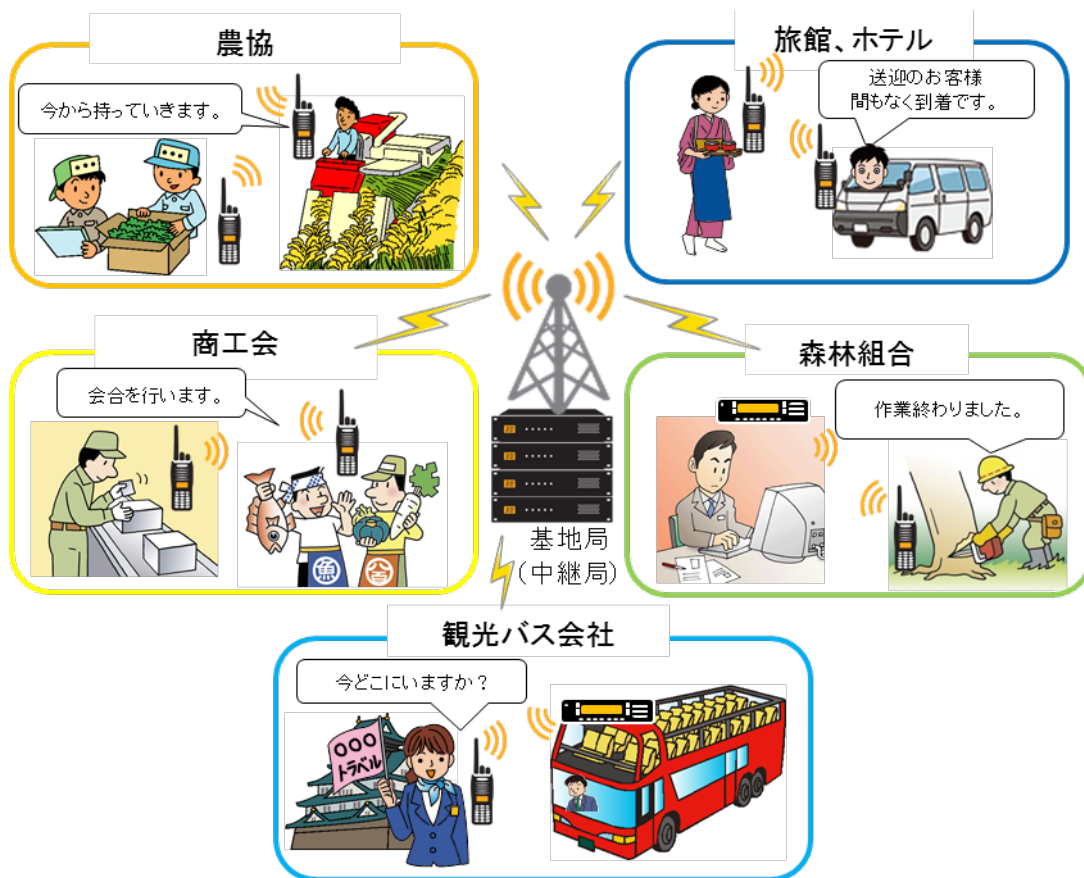 農協
今から持っていきます。
旅館、ホテル
送迎のお客様
間もなく到着です。
商工会
会合を行います。
魚
八百
森林組合
作業終わりました。
基地局
(中継局)
観光バス会社
今どこにいますか?
○○○
トラベル